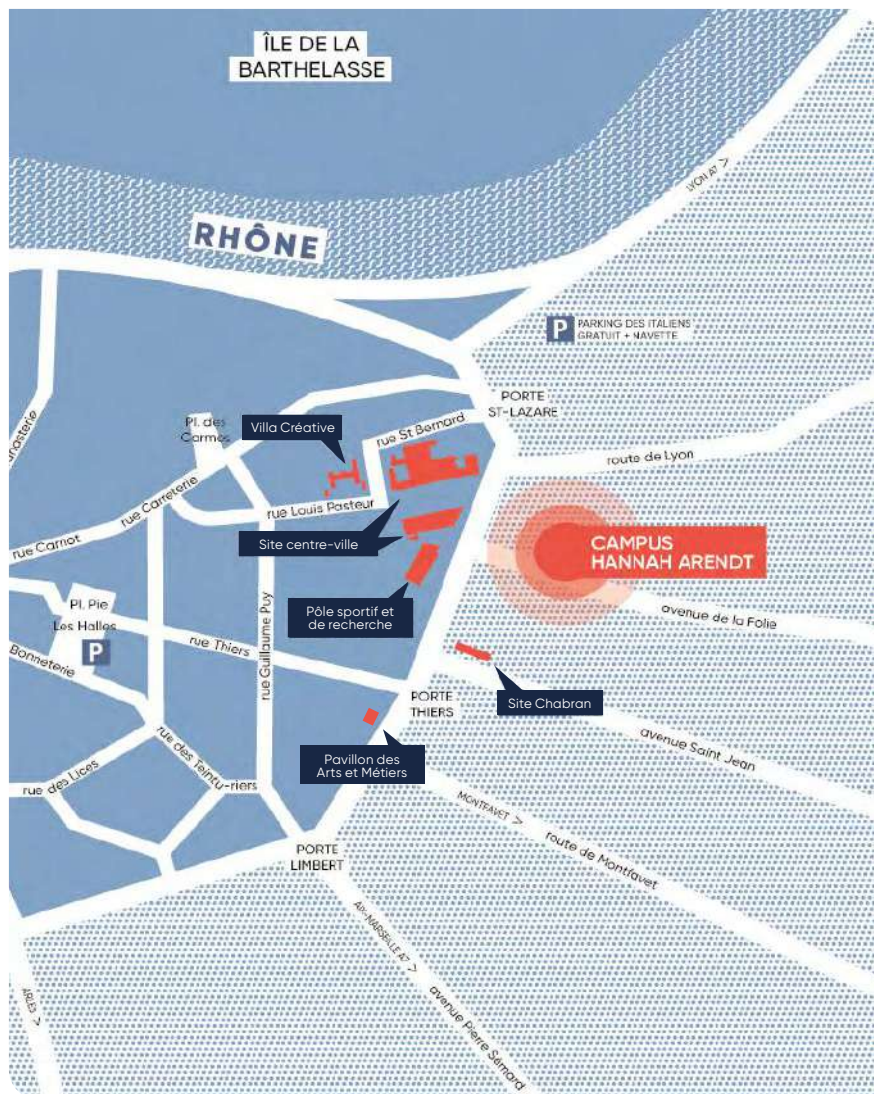 ÎLE DE LA
BARTHELASSE
LYON A7 >
RHÔNE
P
PARKING DES ITALIENS
GRATUIT + NAVETTE
PORTE
ST-LAZARE
Pl. des
Carmes
Villa Créative
rue St Bernard
route de Lyon
rue Carreterie
rue Louis Pasteur
rue Carnot
Site centre-ville
CAMPUS
HANNAH ARENDT
Pl. Pie
Les Halles
P
Pôle sportif et
de recherche
avenue de la Folie
rue Thiers
rue Guillaume Puy
Bonneterie
PORTE
THIERS
Site Chabran
avenue Saint Jean
Pavillon des
Arts et Métiers
rue des Lices
rue des Teintu-riers
MONTFAVET >
route de Montfavet
PORTE
LIMBERT
AIX-MARSEILLE A7 >
avenue Pierre Sémard
ARLES >